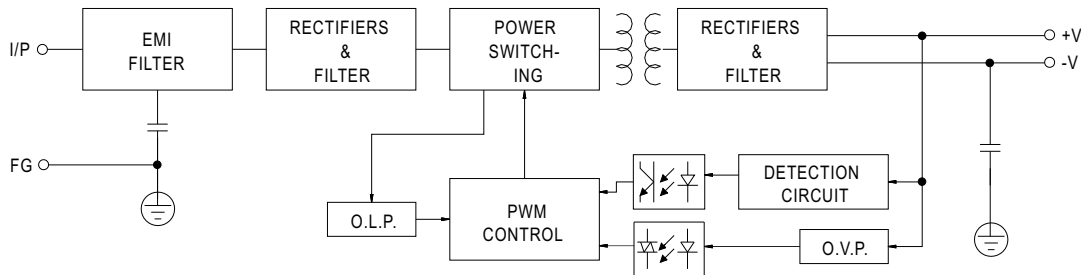 I/P
EMI
FILTER
RECTIFIERS
&
FILTER
POWER
SWITCH-
ING
RECTIFIERS
&
FILTER
+V
-V
FG
O.L.P.
PWM
CONTROL
DETECTION
CIRCUIT
O.V.P.